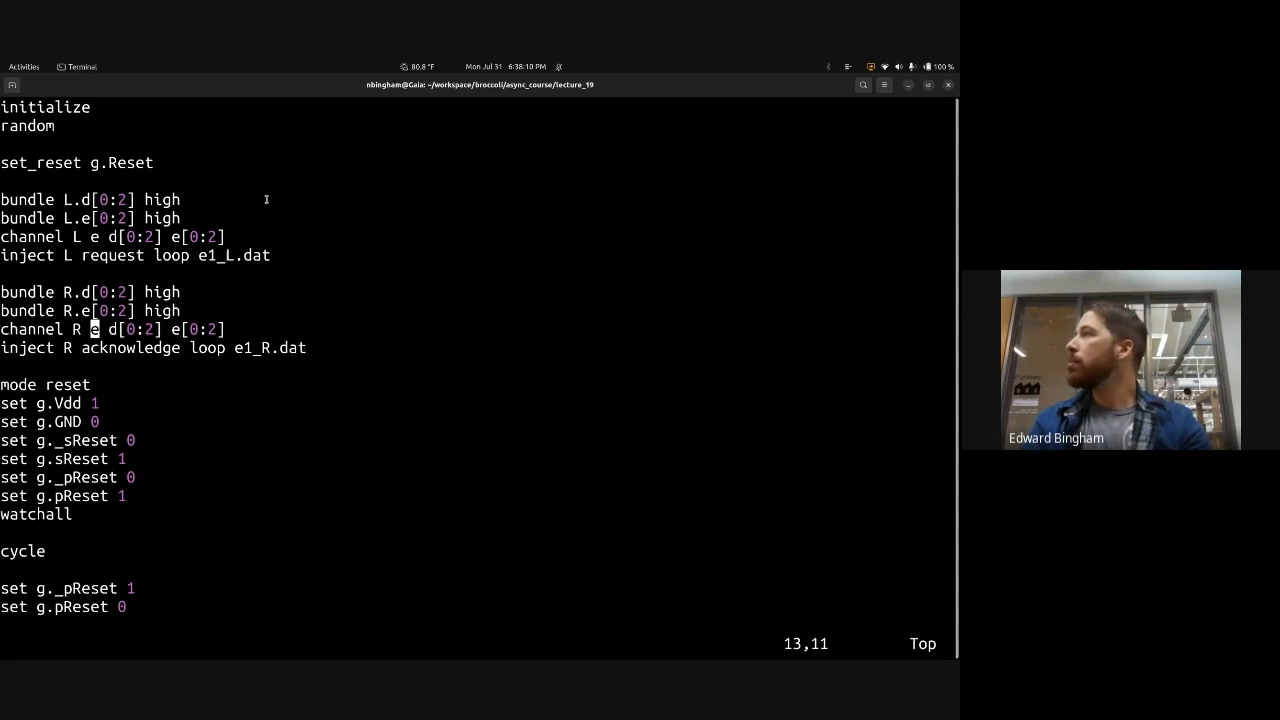 Activities
Terminal
80.8 °F
Mon Jul 31 6:38:10 PM
100 %
nbingham@Gaia: ~/workspace/broccoli/async_course/lecture_19
initialize
random
set_reset g.Reset
bundle L.d[0:2] high
bundle L.e[0:2] high
channel L e d[0:2] e[0:2]
inject L request loop e1_L.dat
bundle R.d[0:2] high
bundle R.e[0:2] high
channel R e d[0:2] e[0:2]
inject R acknowledge loop e1_R.dat
mode reset
set g.Vdd 1
set g.GND 0
set g._sReset 0
set g.sReset 1
set g._pReset 0
set g.pReset 1
watchall
cycle
set g._pReset 1
set g.pReset 0
13,11
Top
Edward Bingham